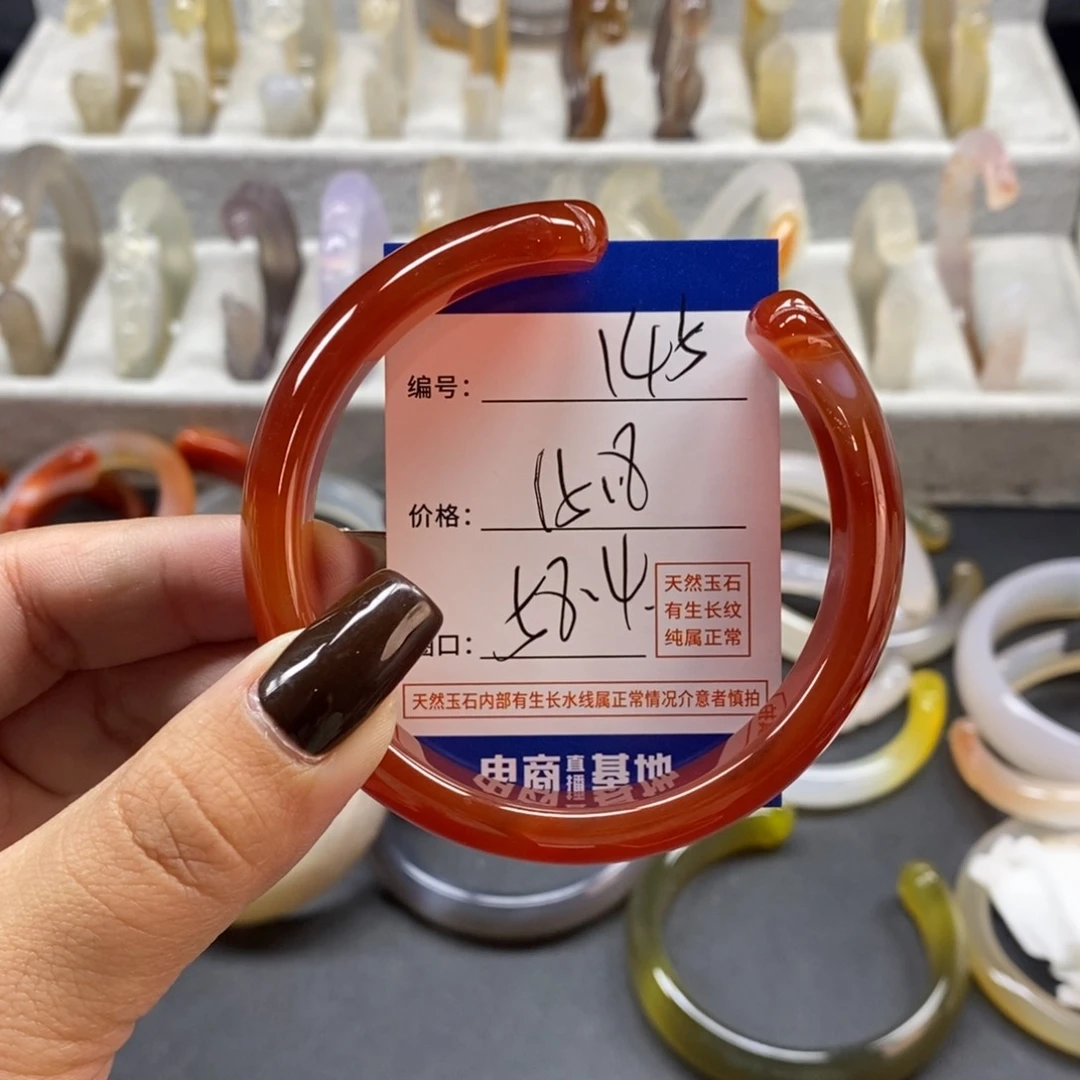 编号：145
价格：151.8
口：58.4
天然玉石
有生长纹
纯属正常
天然玉石内部有生长水线属正常情况介意者慎拍
电商直播基地